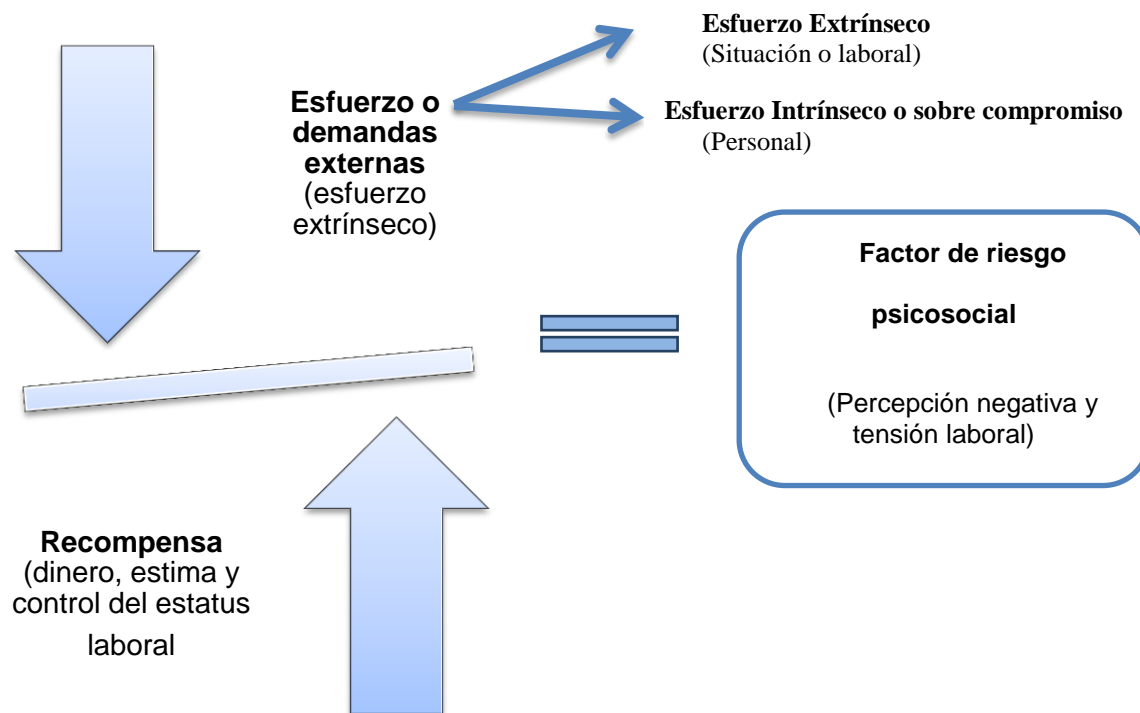 Esfuerzo Extrínseco
(Situación o laboral)
Esfuerzo o
demandas
externas
(esfuerzo
extrínseco)
Esfuerzo Intrínseco o sobre compromiso
(Personal)
Factor de riesgo
psicosocial
(Percepción negativa y
tensión laboral)
Recompensa
(dinero, estima y
control del estatus
laboral